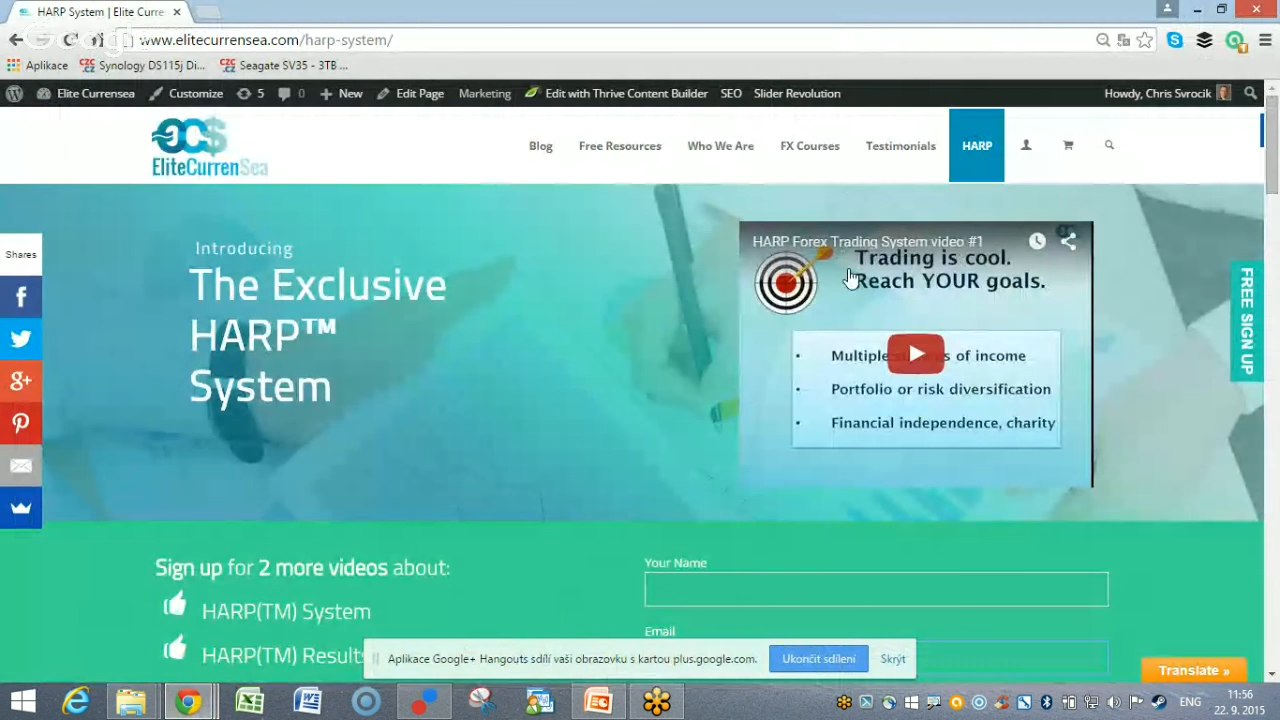 HARP System | Elite Curren
www.elitecurrensea.com/harp-system/
Aplikace
Synology DS115j Di...
Seagate SV35 - 3TB ...
Elite Currensea
Customize
5
0
New
Edit Page
Marketing
Edit with Thrive Content Builder
SEO
Slider Revolution
Howdy, Chris Svrocik
EliteCurrenSea
Blog
Free Resources
Who We Are
FX Courses
Testimonials
HARP
Shares
Introducing
The Exclusive
HARP™
System
HARP Forex Trading System video #1
Trading is cool.
Reach YOUR goals.
• Multiple of income
• Portfolio or risk diversification
• Financial independence, charity
FREE SIGN UP
Sign up for 2 more videos about:
HARP(TM) System
HARP(TM) Results
Your Name
Email
Aplikace Google+ Hangouts sdílí vaši obrazovku s kartou plus.google.com.
Ukončit sdílení
Skrýt
Translate »
ENG
11:56
22. 9. 2015